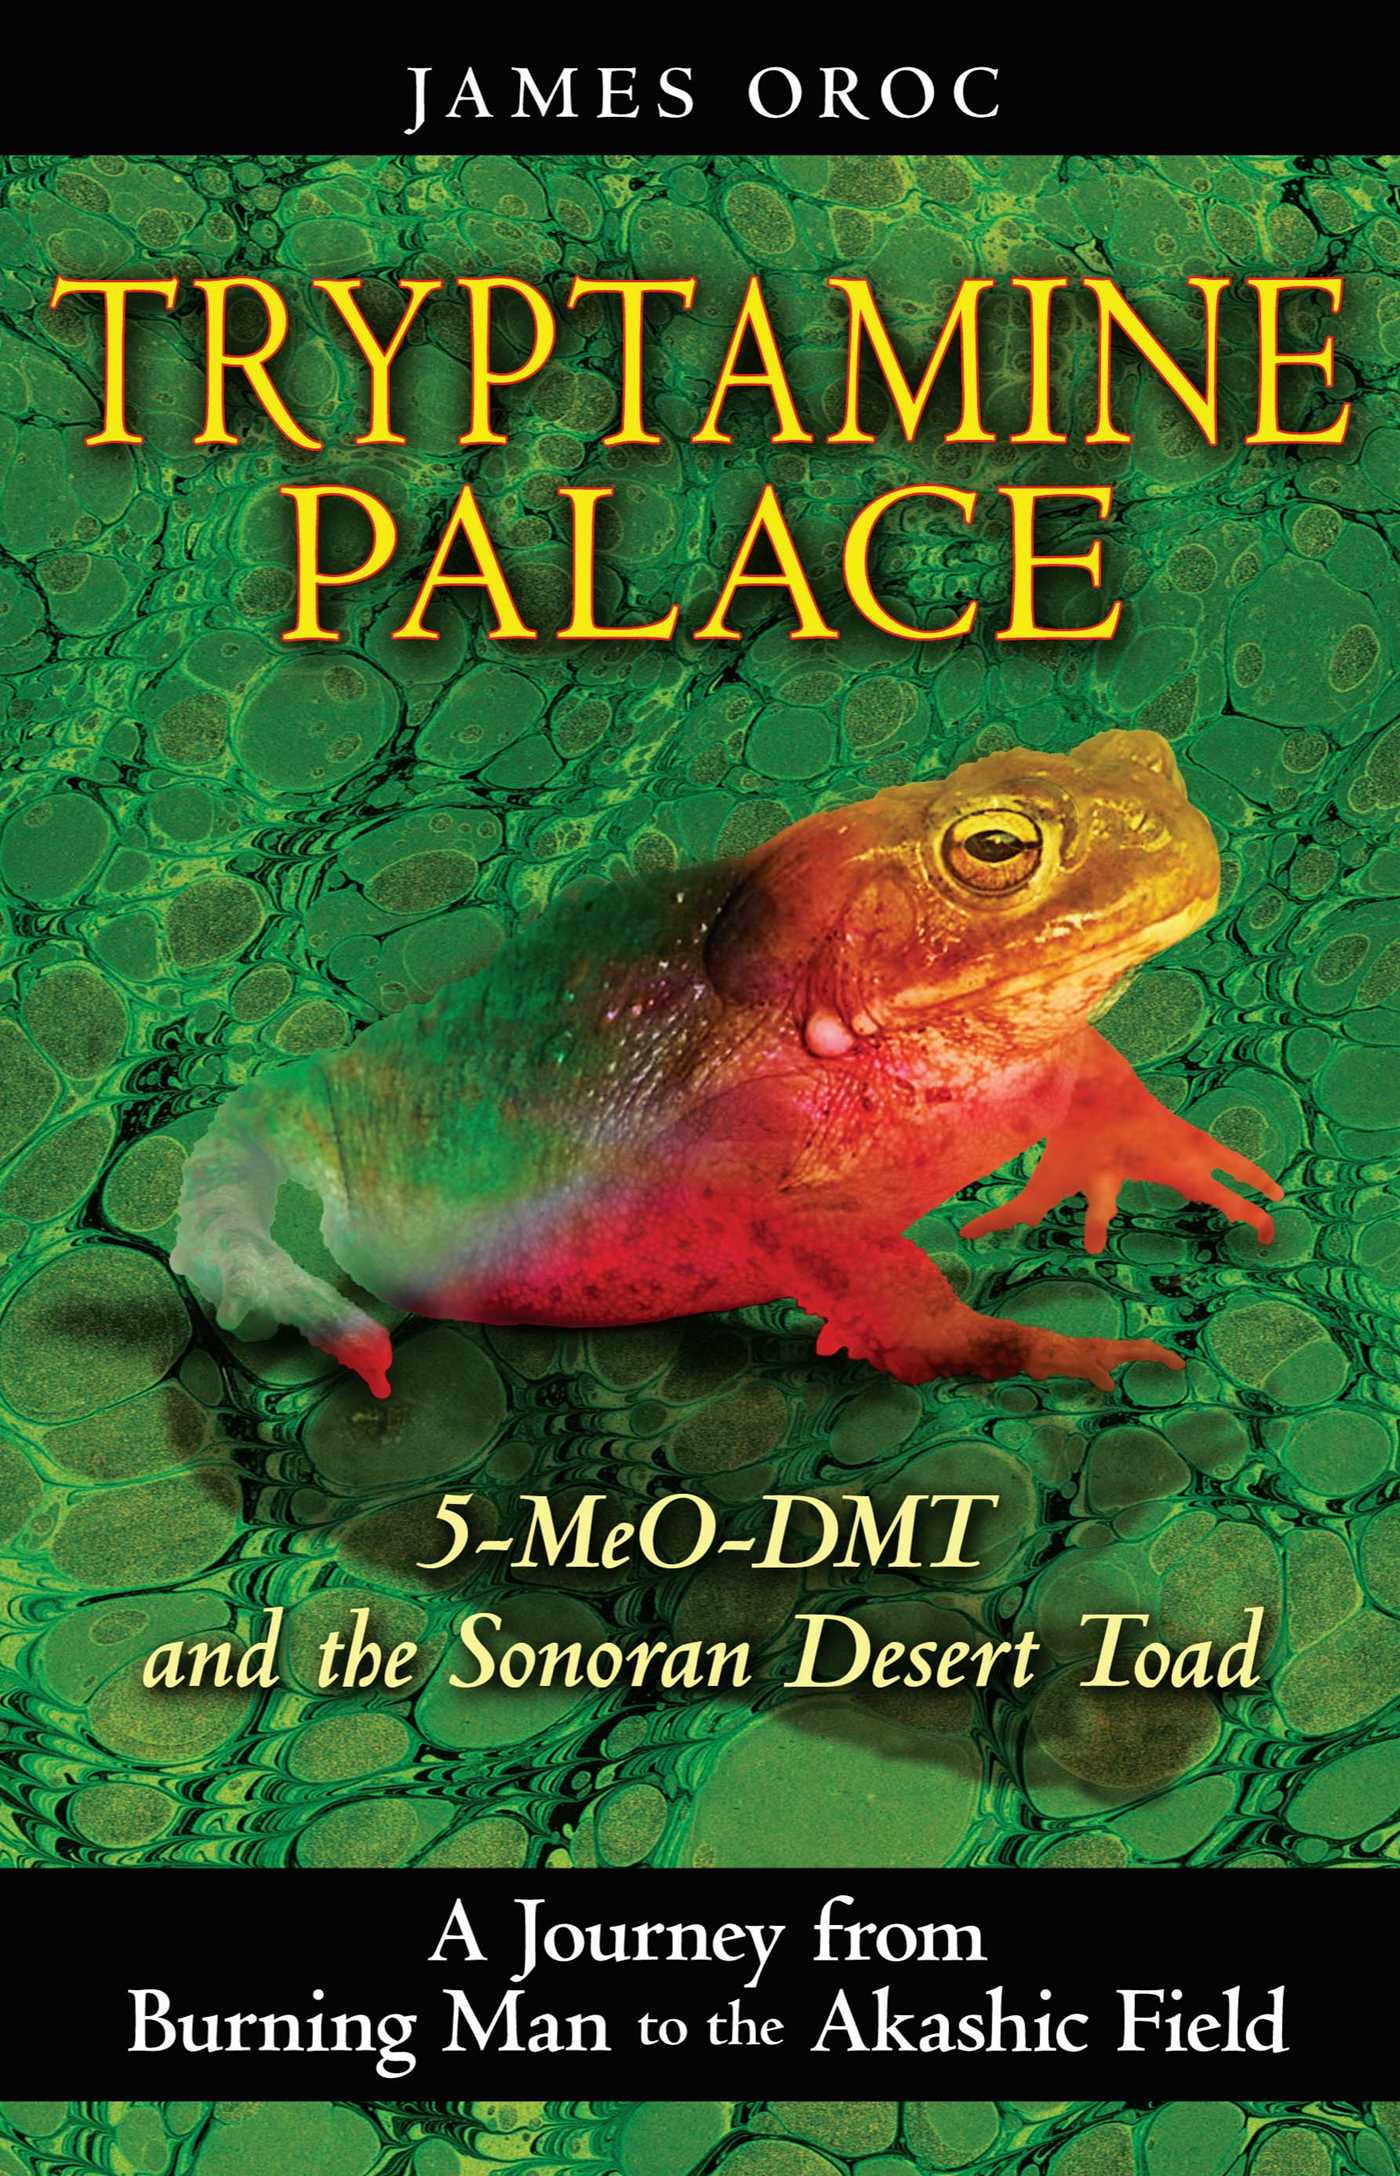 JAMES OROC
TRYPTAMINE
PALACE
5-MeO-DMT
and the Sonoran Desert Toad
A Journey from
Burning Man to the Akashic Field